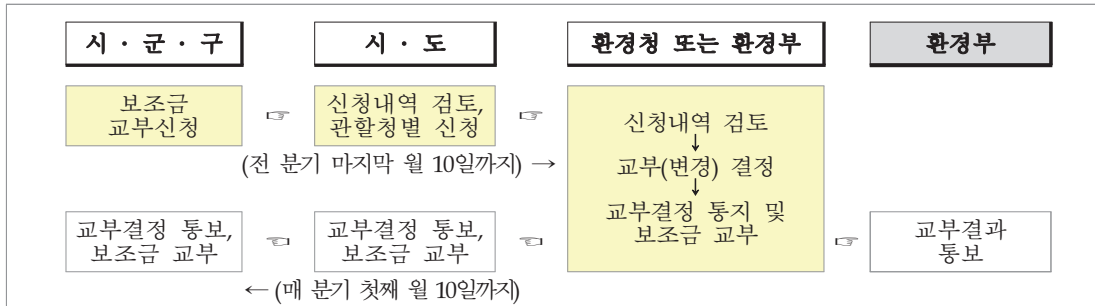 시 · 군 · 구
시 · 도
환경청 또는 환경부
환경부
보조금
교부신청
☞
신청내역 검토,
관할청별 신청
☞
(전 분기 마지막 월 10일까지) →
신청내역 검토
↓
교부(변경) 결정
↓
교부결정 통지 및
보조금 교부
교부결정 통보,
보조금 교부
☜
교부결정 통보,
보조금 교부
☜
☞
교부결과
통보
← (매 분기 첫째 월 10일까지)